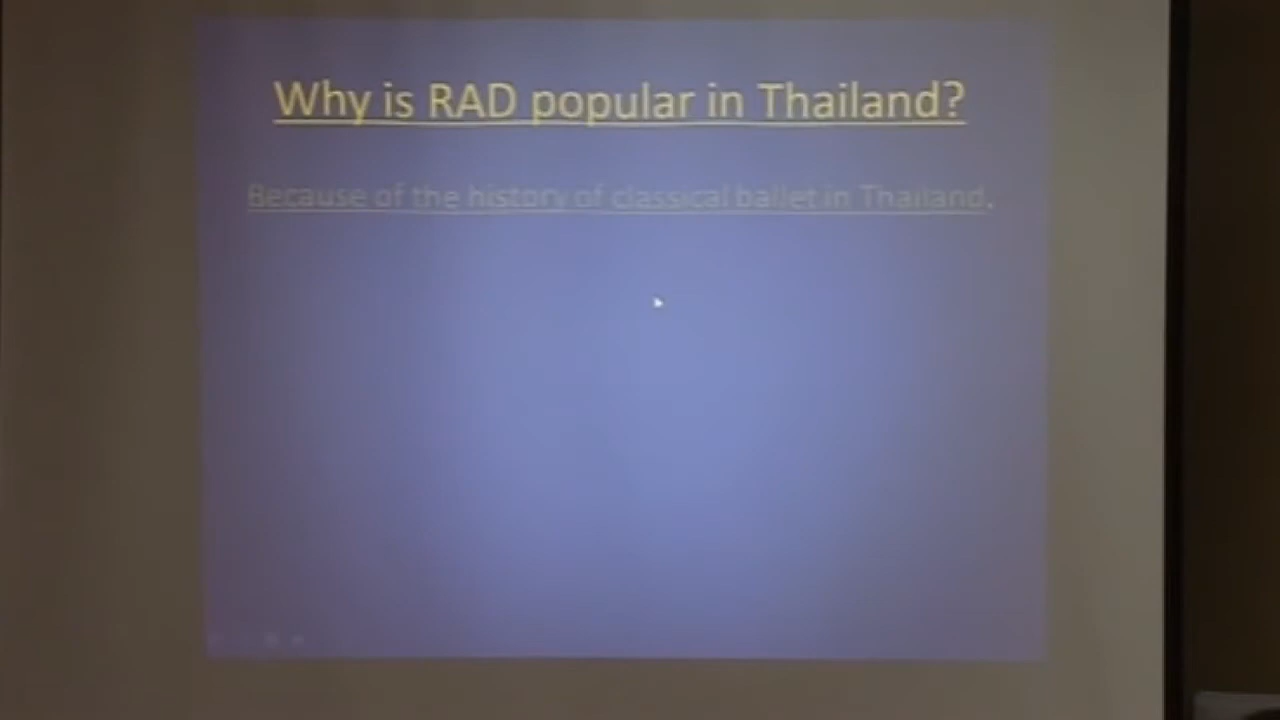 Why is RAD popular in Thailand?
Because of the history of classical ballet in Thailand.